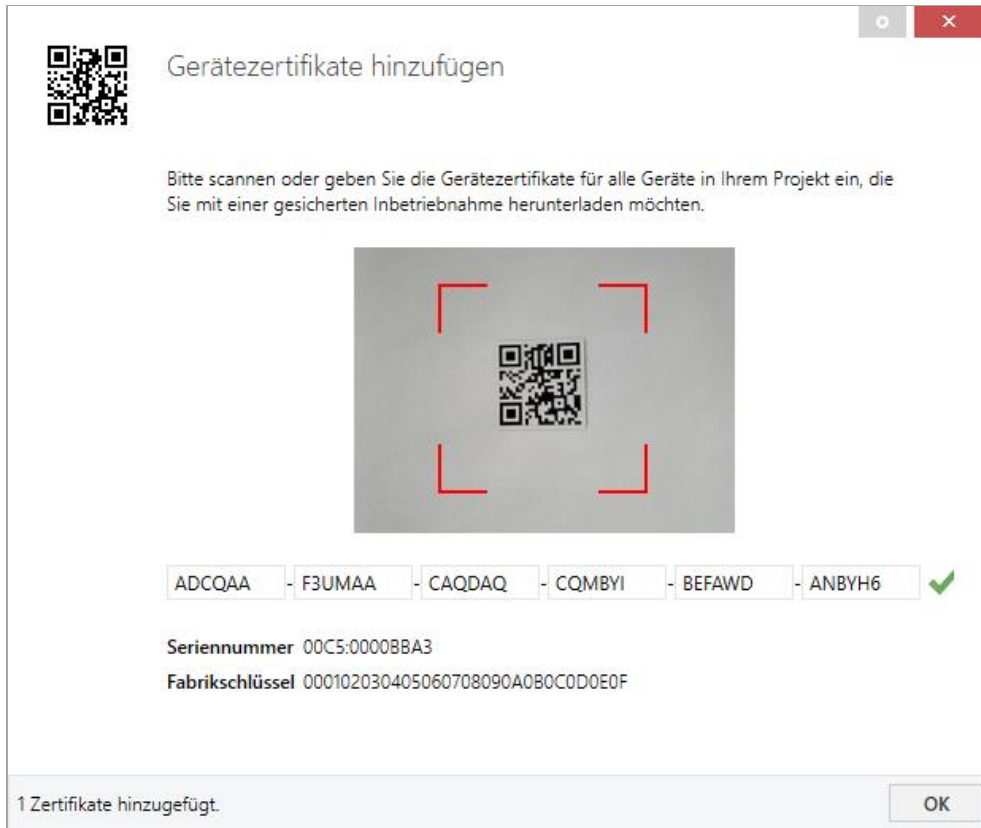 Gerätezertifikate hinzufügen
Bitte scannen oder geben Sie die Gerätezertifikate für alle Geräte in Ihrem Projekt ein, die
Sie mit einer gesicherten Inbetriebnahme herunterladen möchten.
ADCQAA - F3UMAA - CAQDAQ - CQMBYI - BEFAWD - ANBYH6
Seriennummer 00C5:0000BBA3
Fabrikschlüssel 000102030405060708090A0B0C0D0E0F
1 Zertifikate hinzugefügt.
OK